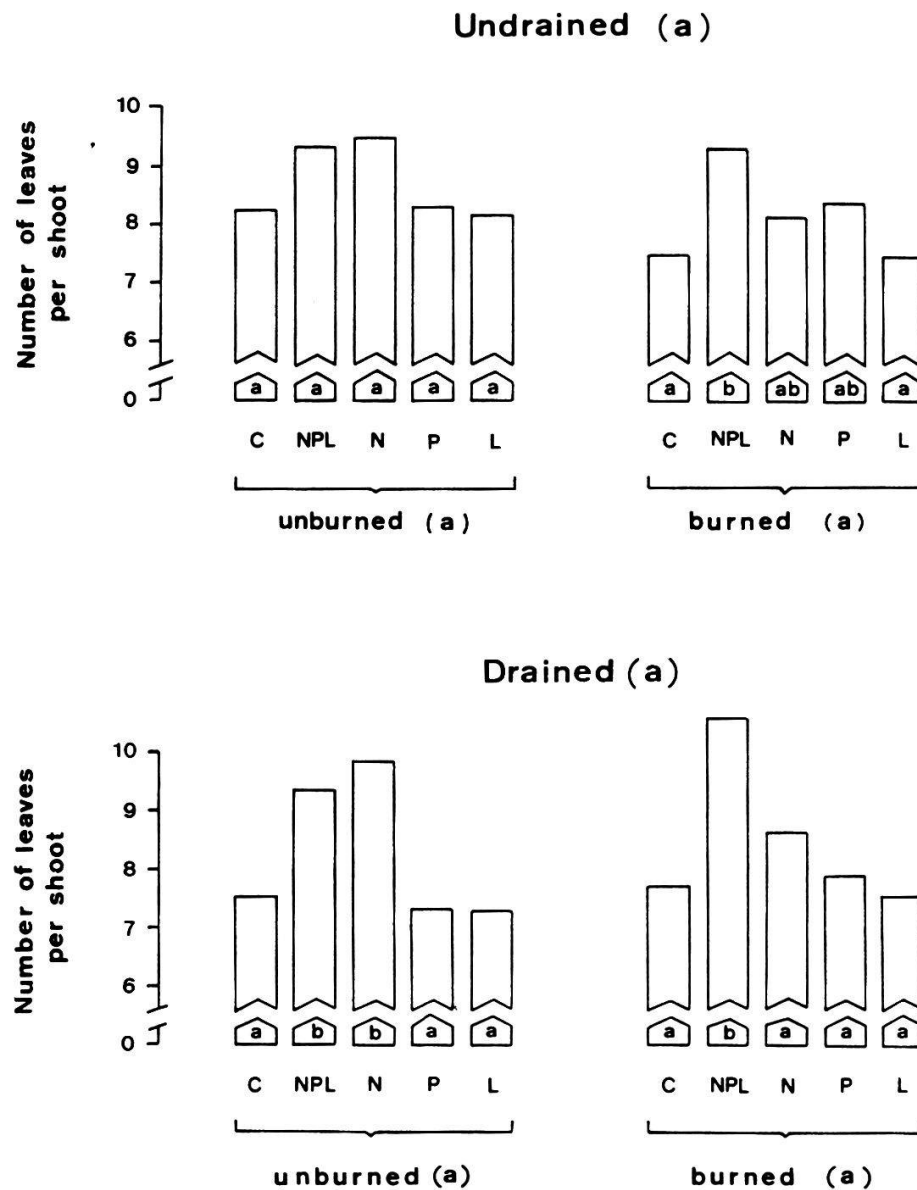 Undrained (a)
Number of leaves
per shoot
10
9
8
7
6
0
a a a a a
C NPL N P L
unburned (a)
a b ab ab a
C NPL N P L
burned (a)
Drained (a)
Number of leaves
per shoot
10
9
8
7
6
0
a b b a a
C NPL N P L
unburned (a)
a b a a a
C NPL N P L
burned (a)